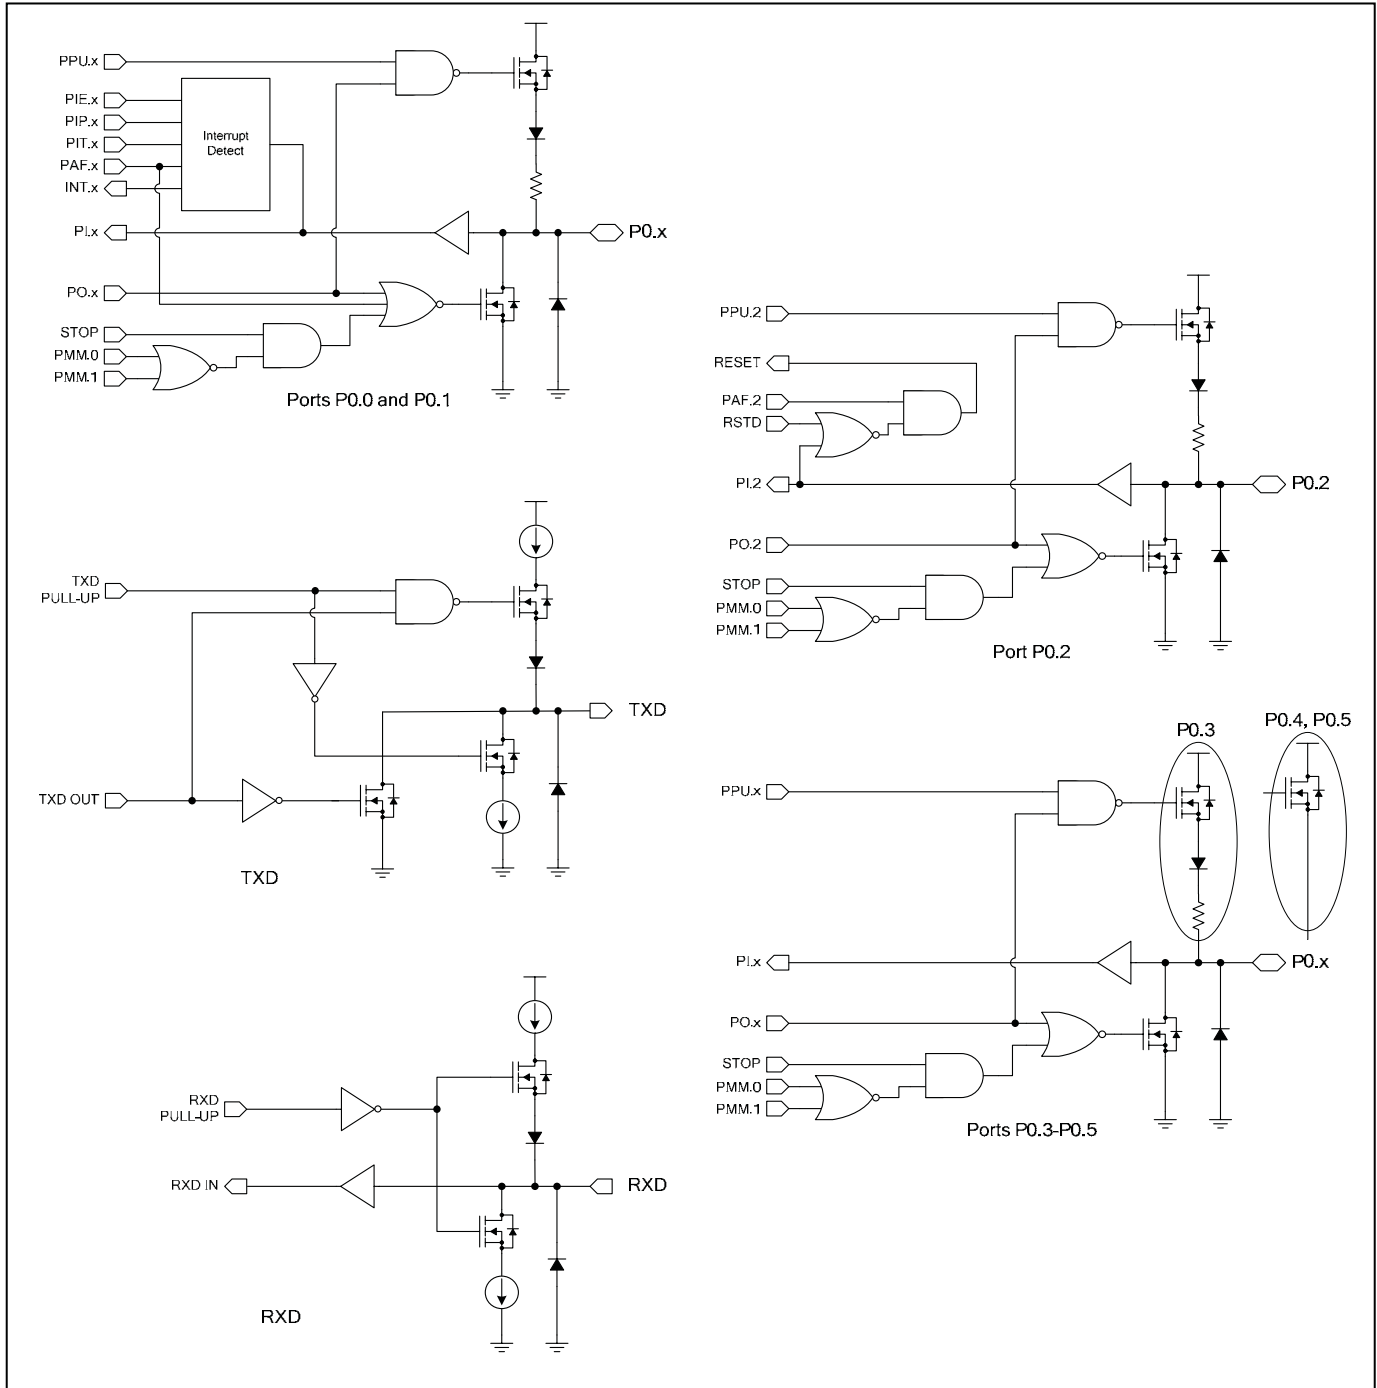 PPU.x
PIE.x
PIP.x
PIT.x
PAF.x
INT.x
Interrupt
Detect
PI.x
P0.x
PO.x
STOP
PMM.0
PMM.1
Ports P0.0 and P0.1
PPU.2
RESET
PAF.2
RSTD
PI.2
P0.2
PO.2
STOP
PMM.0
PMM.1
Port P0.2
TXD
PULL-UP
TXD
TXD OUT
TXD
P0.3
P0.4, P0.5
PPU.x
PI.x
P0.x
PO.x
STOP
PMM.0
PMM.1
Ports P0.3-P0.5
RXD
PULL-UP
RXD IN
RXD
RXD